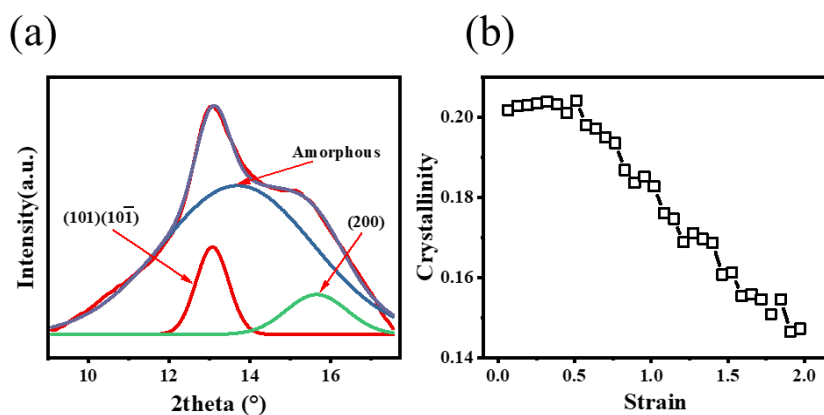 (a)
Intensity(a.u.)
Amorphous
(101)(101̅)
(200)
10 12 14 16
2theta (°)
(b)
Crystallinity
0.20
0.18
0.16
0.14
0.0 0.5 1.0 1.5 2.0
Strain